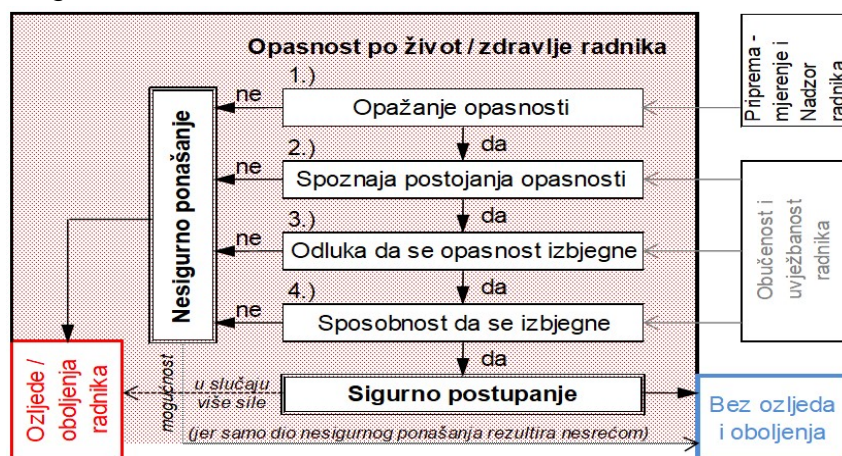 Opasnost po život / zdravlje radnika
1.)
ne
Opažanje opasnosti
da
2.)
ne
Spoznaja postojanja opasnosti
da
3.)
ne
Odluka da se opasnost izbjegne
da
4.)
ne
Sposobnost da se izbjegne
da
Nesigurno ponašanje
Priprema -
mjerenje i
Nadzor
radnika
Obučenost i
uvježbanost
radnika
Ozljede /
oboljenja
radnika
mogućnost
u slučaju
više sile
Sigurno postupanje
(jer samo dio nesigurnog ponašanja rezultira nesrećom)
Bez ozljeda
i oboljenja